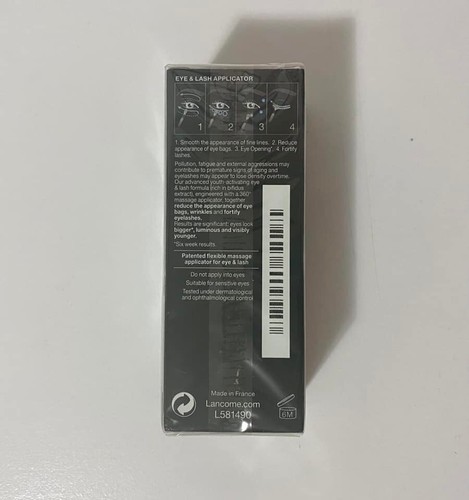 EYE & LASH APPLICATOR
1 2 3 4
1. Smooth the appearance of fine lines. 2. Reduce
appearance of eye bags. 3. Eye Opening*. 4. Fortify
lashes.
Pollution, fatigue and external aggressions may
contribute to premature signs of aging and
eyelashes may appear to lose density overtime.
Our advanced youth-activating eye
& lash formula (rich in bifidus
extract), engineered with a 360°
massage applicator, together
reduce the appearance of eye
bags, wrinkles and fortify
eyelashes.
Results are significant: eyes look
bigger*, luminous and visibly
younger.
*Six week results.
Patented flexible massage
applicator for eye & lash
Do not apply into eyes
Suitable for sensitive eyes
Tested under dermatological
and ophthalmological control
Made in France
Lancome.com
L581490
6M